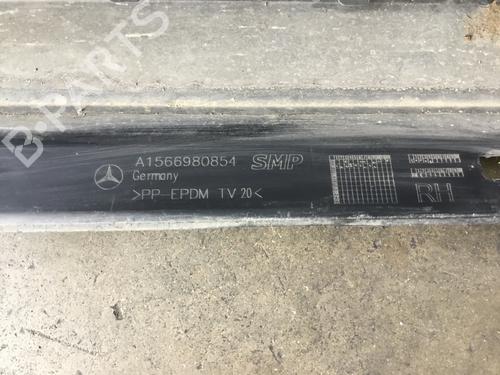 B-PARTS
A1566980854 SMP
Germany
>PP-EPDM TV 20<
RH